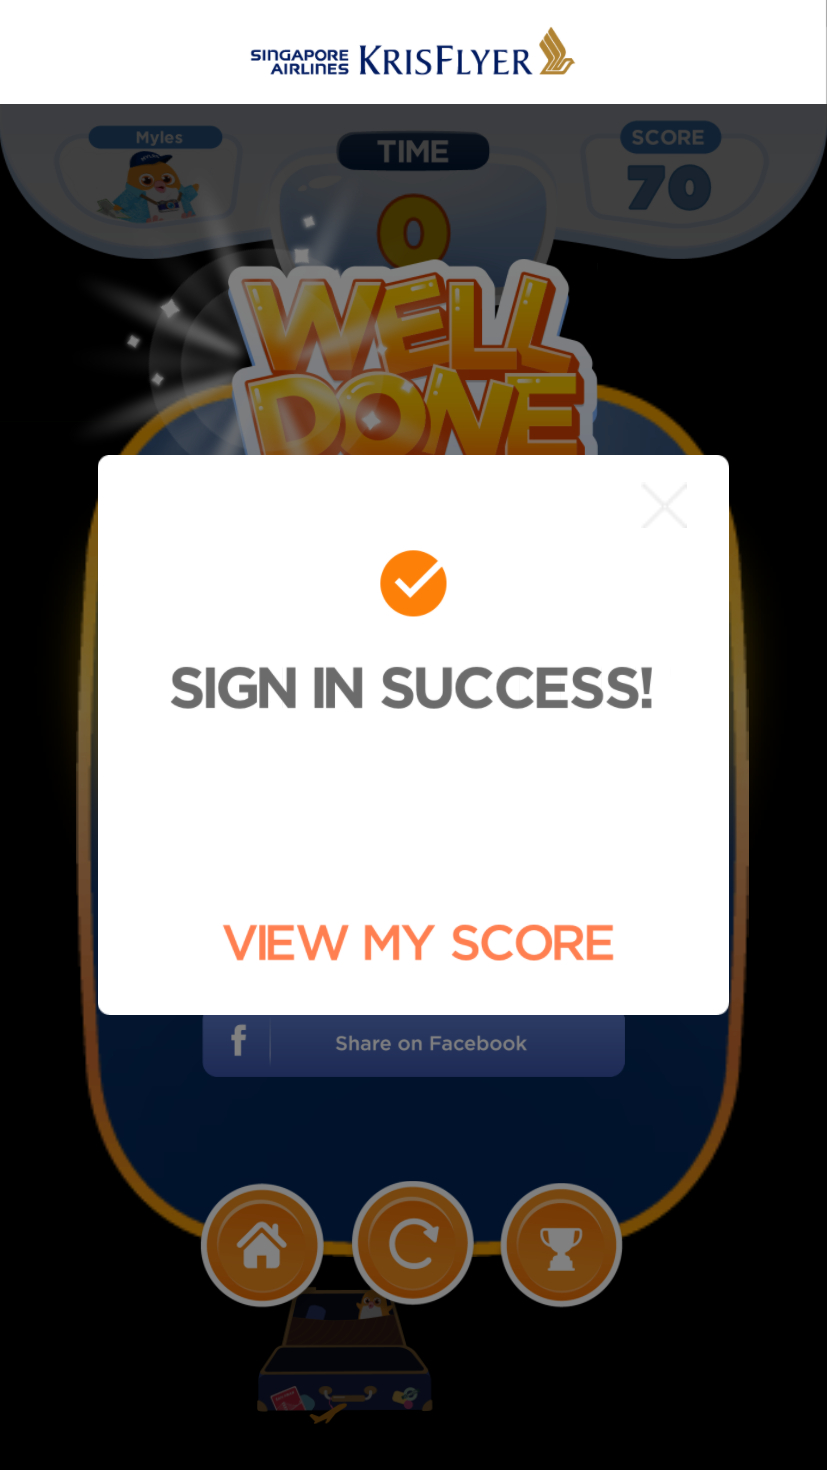 SINGAPORE
AIRLINES
KRISFLYER
Myles
TIME
SCORE
70
0
WELL
DONE
SIGN IN SUCCESS!
VIEW MY SCORE
f
Share on Facebook